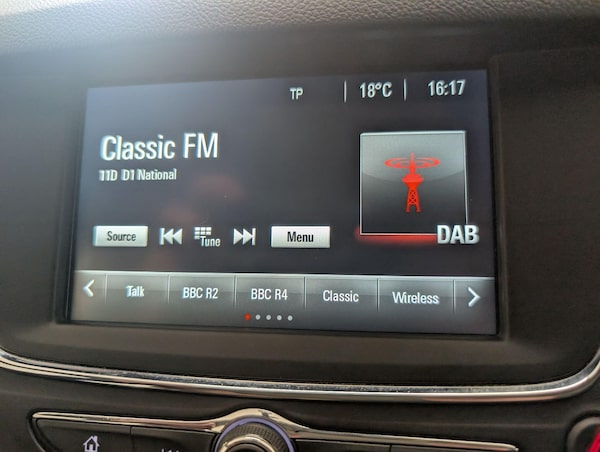 TP 18°C 16:17
Classic FM
11D D1 National
DAB
Source Tune Menu
Talk BBC R2 BBC R4 Classic Wireless